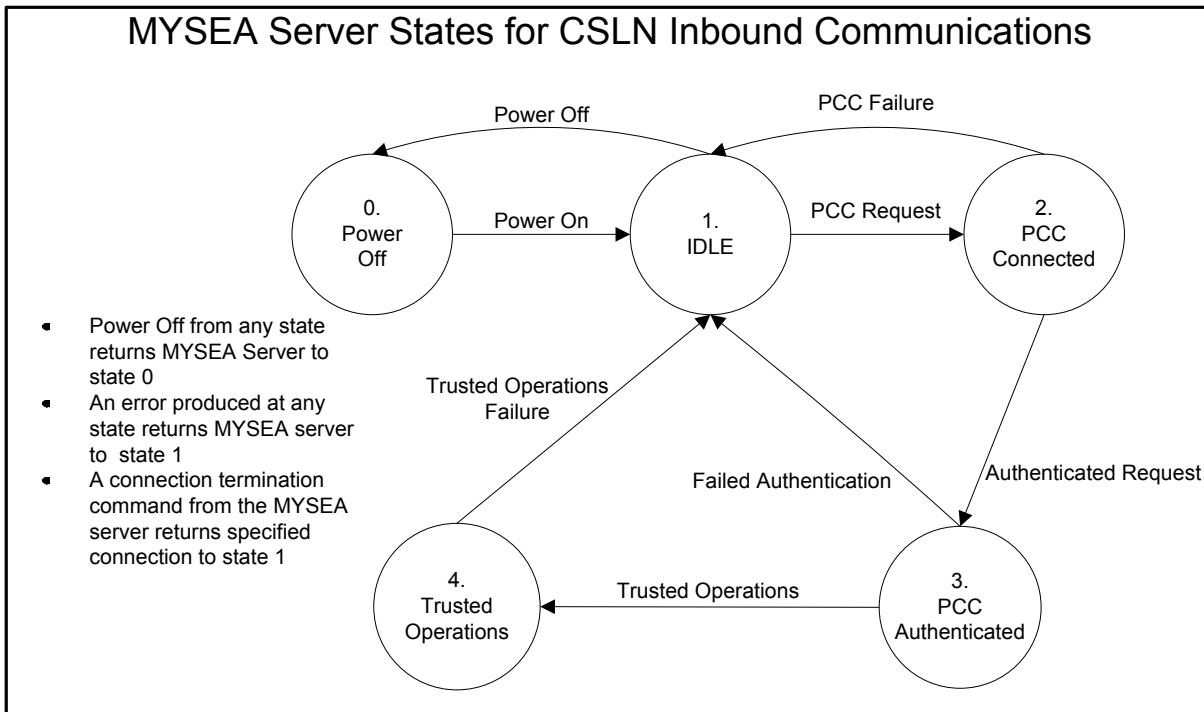 MYSEA Server States for CSLN Inbound Communications
Power Off
PCC Failure
0.
Power
Off
Power On
1.
IDLE
PCC Request
2.
PCC
Connected
• Power Off from any state
returns MYSEA Server to
state 0
• An error produced at any
state returns MYSEA server
to state 1
• A connection termination
command from the MYSEA
server returns specified
connection to state 1
Trusted Operations
Failure
Failed Authentication
Authenticated Request
4.
Trusted
Operations
Trusted Operations
3.
PCC
Authenticated